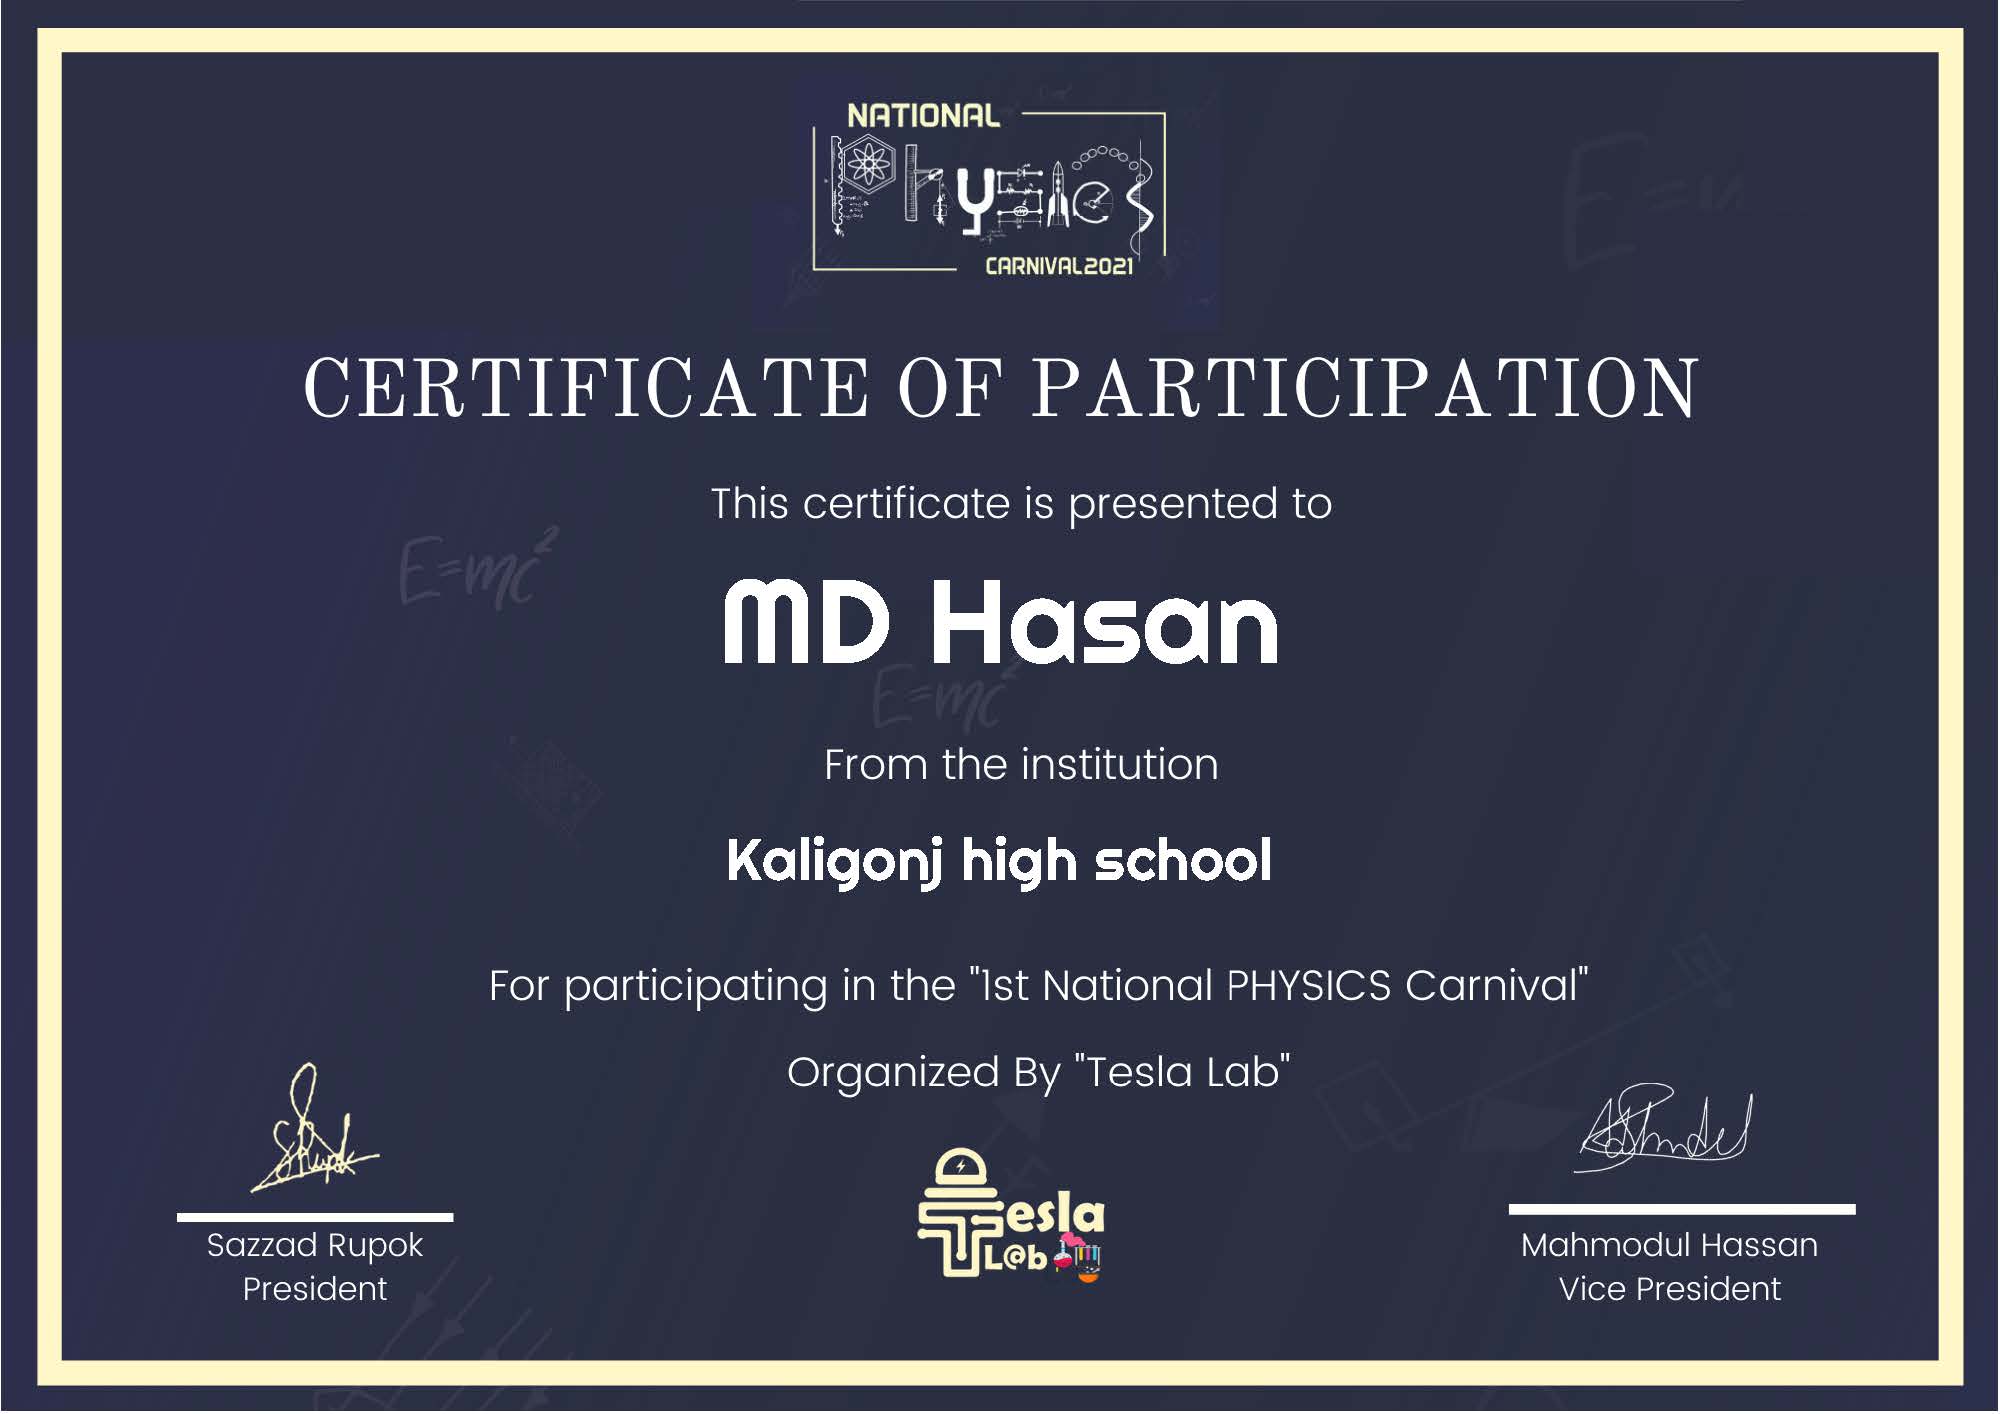 NATIONAL
Physics
CARNIVAL2021
CERTIFICATE OF PARTICIPATION
This certificate is presented to
E=mc²
MD Hasan
E=mc²
From the institution
Kaligonj high school
For participating in the "1st National PHYSICS Carnival"
Organized By "Tesla Lab"
Tesla
L@b
Sazzad Rupok
President
Mahmodul Hassan
Vice President